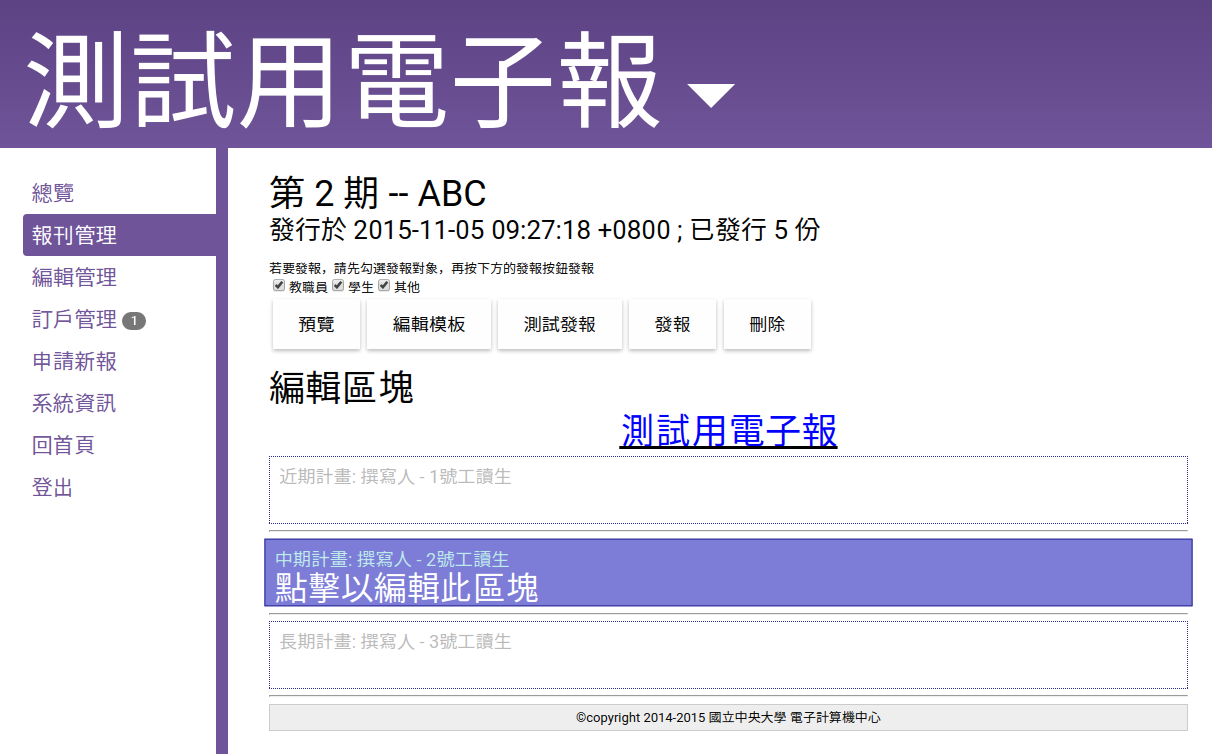 測試用電子報
總覽
報刊管理
編輯管理
訂戶管理 1
申請新報
系統資訊
回首頁
登出
第 2 期 -- ABC
發行於 2015-11-05 09:27:18 +0800 ; 已發行 5 份
若要發報，請先勾選發報對象，再按下方的發報按鈕發報
教職員 學生 其他
預覽 編輯模板 測試發報 發報 刪除
編輯區塊
測試用電子報
近期計畫: 撰寫人 - 1號工讀生
中期計畫: 撰寫人 - 2號工讀生
點擊以編輯此區塊
長期計畫: 撰寫人 - 3號工讀生
©copyright 2014-2015 國立中央大學 電子計算機中心